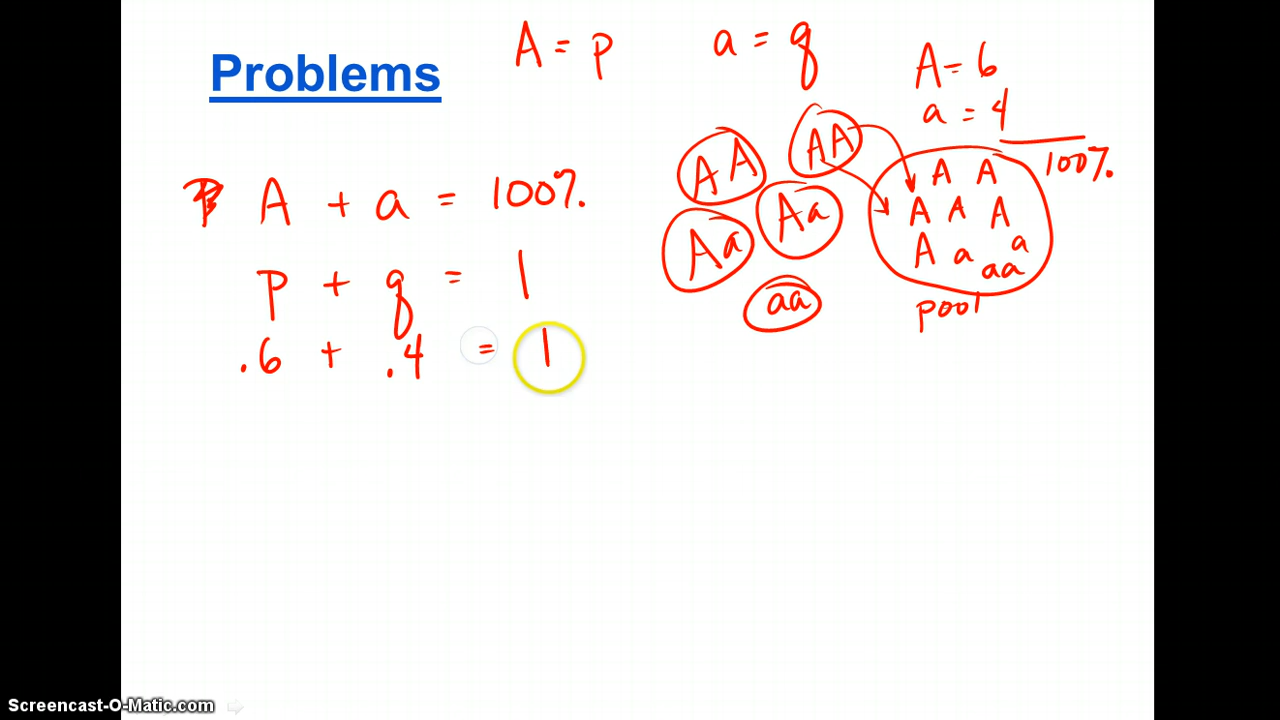 Problems
A = p
a = q
A = 6
a = 4
100%
A + a = 100%
p + q = 1
.6 + .4 = 1
AA
AA
Aa
Aa
aa
A A
A A A
A a a
aa
pool
Screencast-O-Matic.com